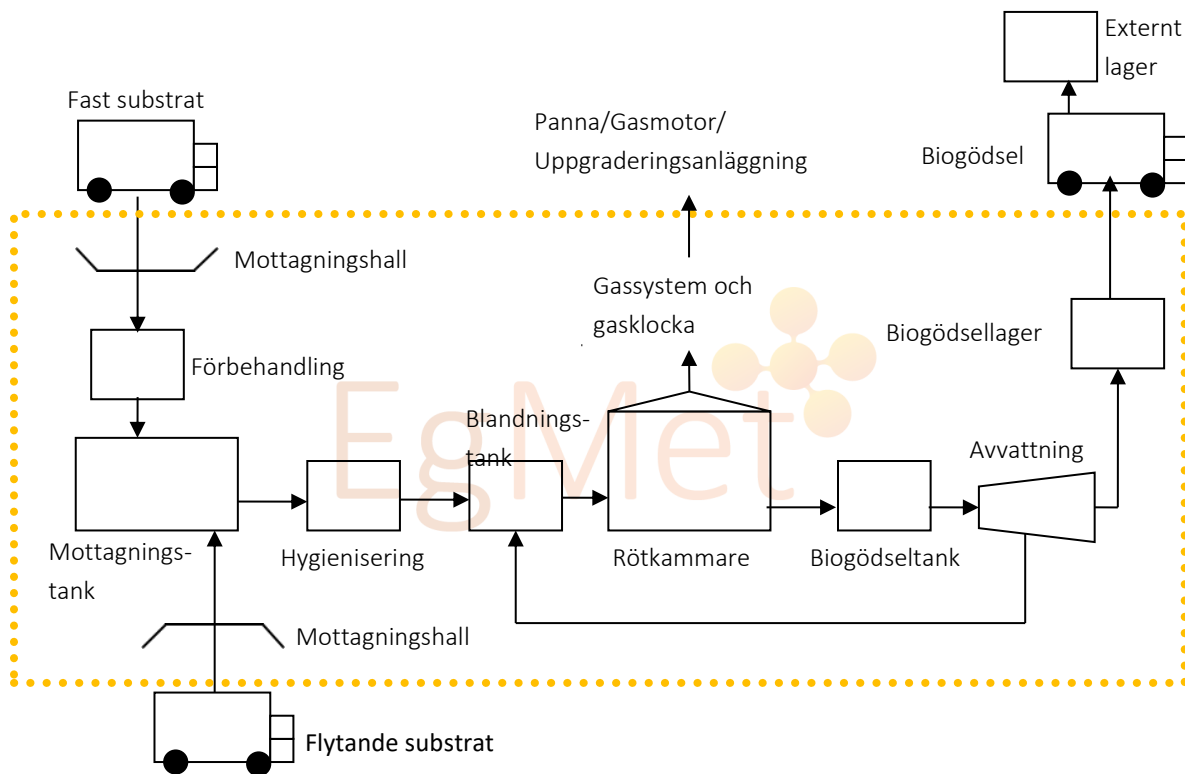 Externt
lager
Fast substrat
Panna/Gasmotor/
Uppgraderingsanläggning
Biogödsel
Mottagningshall
Gassystem och
gasklocka
Biogödsellager
Förbehandling
Blandnings-
tank
Avvattning
EgMet
Mottagnings-
tank
Hygienisering
Rötkammare
Biogödseltank
Mottagningshall
Flytande substrat